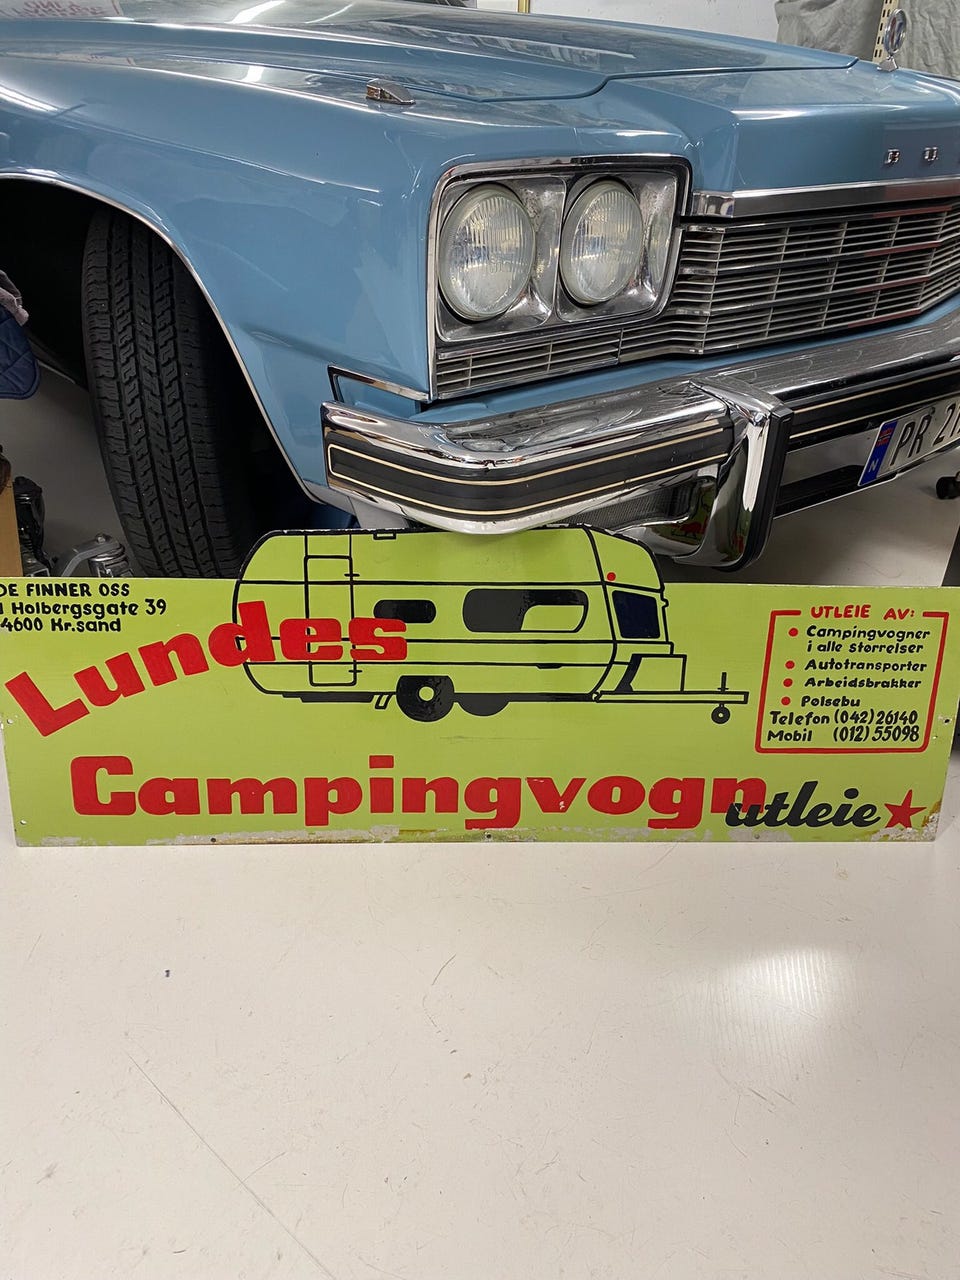 B U
N PR 21
DE FINNER OSS
Holbergsgate 39
4600 Kr.sand
Lundes
Campingvogn
utleie
UTLEIE AV:
Campingvogner
i alle størrelser
Autotransporter
Arbeidsbrakker
Pølsebu
Telefon (042) 26140
Mobil (012) 55098